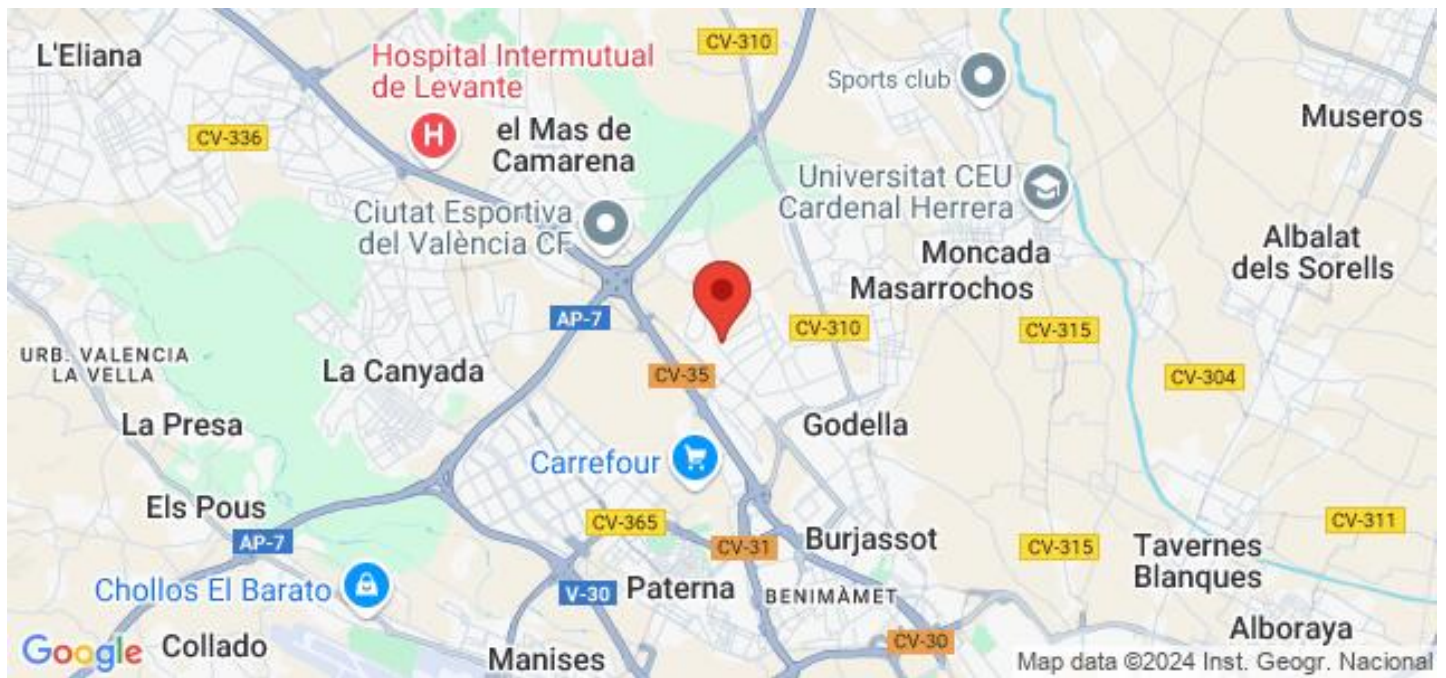 L'Eliana
CV-310
Hospital Intermutual
de Levante
Sports club
Museros
CV-336
H
el Mas de
Camarena
Universitat CEU
Cardenal Herrera
Ciutat Esportiva
del València CF
Moncada
Albalat
dels Sorells
Masarrochos
AP-7
CV-310
CV-315
URB. VALENCIA
LA VELLA
La Canyada
CV-35
CV-304
La Presa
Godella
Carrefour
Els Pous
CV-365
CV-311
AP-7
CV-31
Burjassot
CV-315
Tavernes
Blanques
Chollos El Barato
V-30
Paterna
BENIMÀMET
Alboraya
Google
Collado
Manises
CV-30
Map data ©2024 Inst. Geogr. Nacional